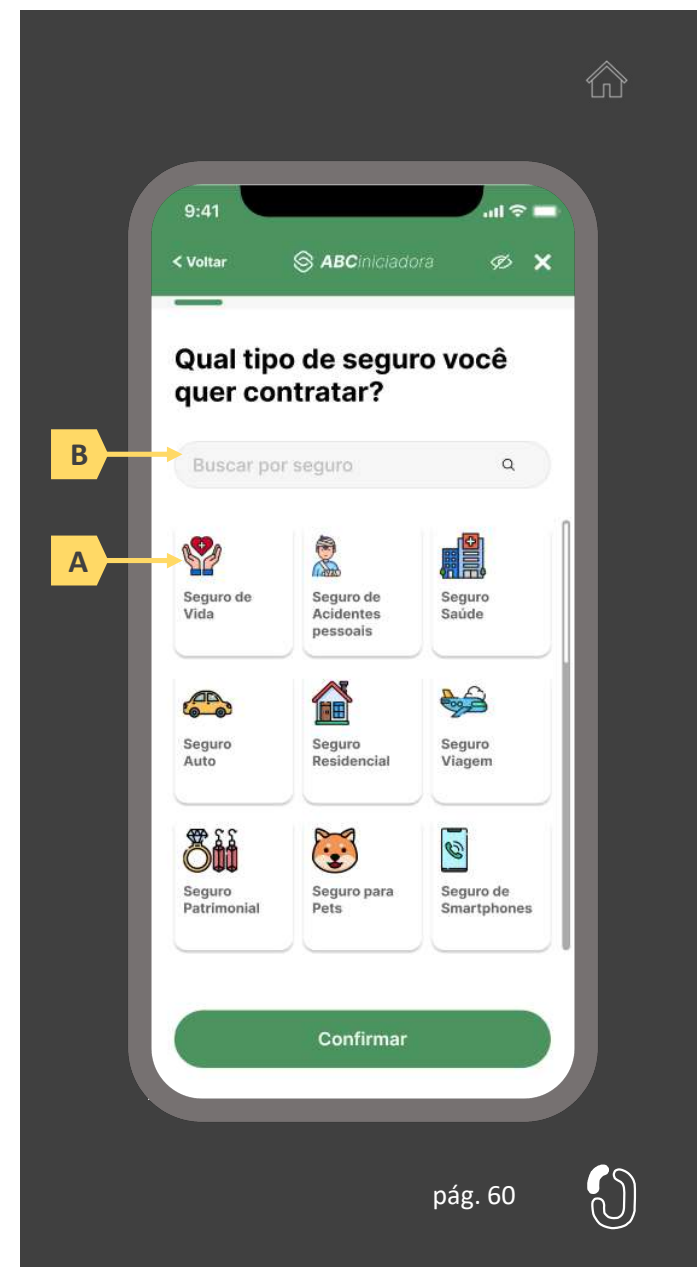 9:41
< Voltar
ABCiniciadora
Qual tipo de seguro você
quer contratar?
B
Buscar por seguro
A
Seguro de
Vida
Seguro de
Acidentes
pessoais
Seguro
Saúde
Seguro
Auto
Seguro
Residencial
Seguro
Viagem
Seguro
Patrimonial
Seguro para
Pets
Seguro de
Smartphones
Confirmar
pág. 60